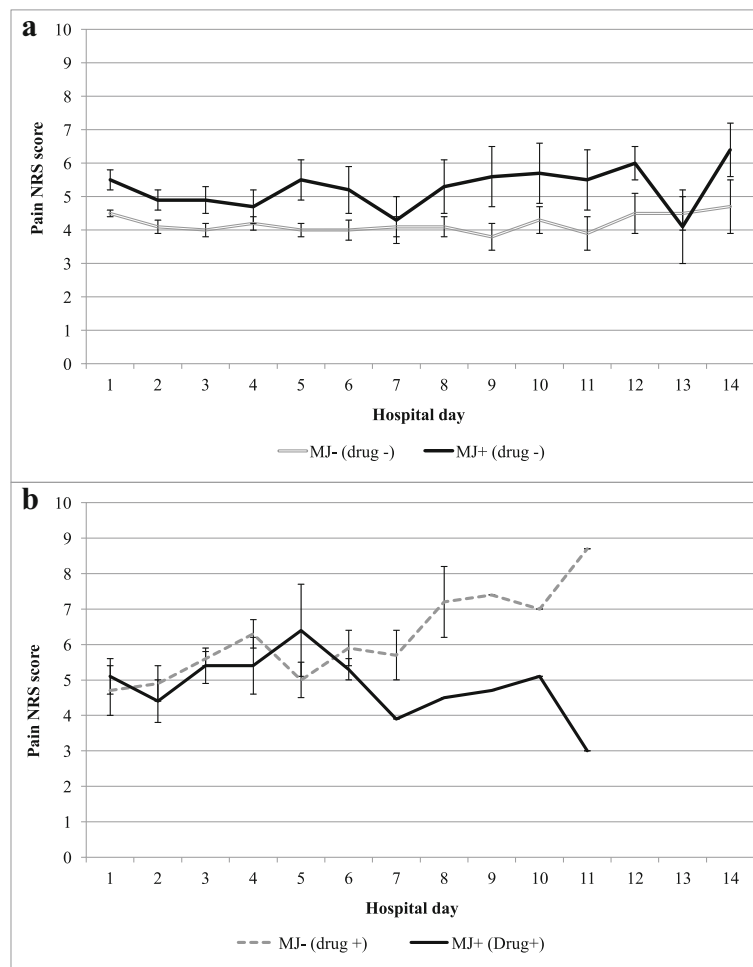 a
10
9
8
7
6
5
4
3
2
1
0
Pain NRS score
1 2 3 4 5 6 7 8 9 10 11 12 13 14
Hospital day
MJ- (drug -) MJ+ (drug -)
b
10
9
8
7
6
5
4
3
2
1
0
Pain NRS score
1 2 3 4 5 6 7 8 9 10 11 12 13 14
Hospital day
MJ- (drug +) MJ+ (Drug+)